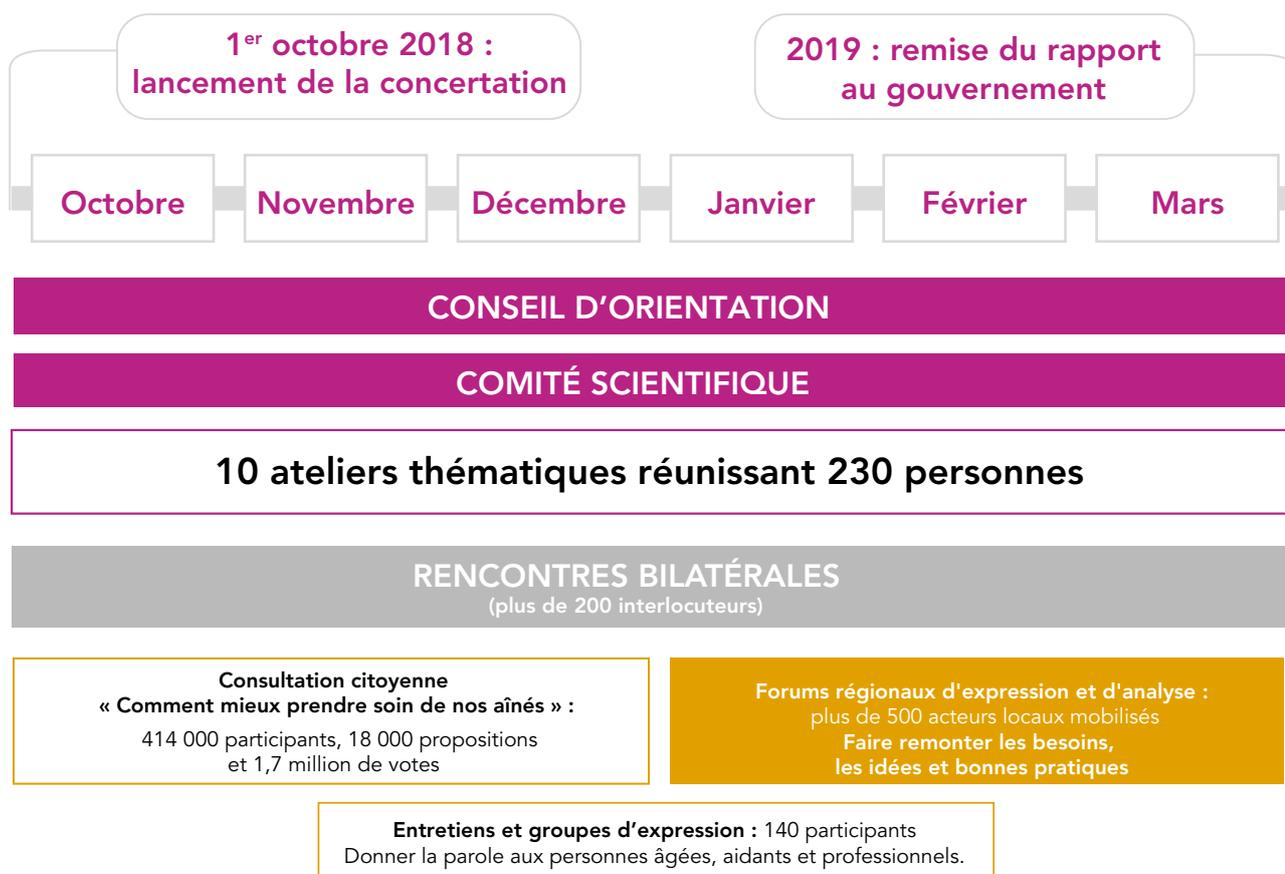 1er octobre 2018 :
lancement de la concertation
2019 : remise du rapport
au gouvernement
Octobre
Novembre
Décembre
Janvier
Février
Mars
CONSEIL D’ORIENTATION
COMITÉ SCIENTIFIQUE
10 ateliers thématiques réunissant 230 personnes
RENCONTRES BILATÉRALES
(plus de 200 interlocuteurs)
Consultation citoyenne
« Comment mieux prendre soin de nos aînés » :
414 000 participants, 18 000 propositions
et 1,7 million de votes
Forums régionaux d'expression et d'analyse :
plus de 500 acteurs locaux mobilisés
Faire remonter les besoins,
les idées et bonnes pratiques
Entretiens et groupes d’expression : 140 participants
Donner la parole aux personnes âgées, aidants et professionnels.